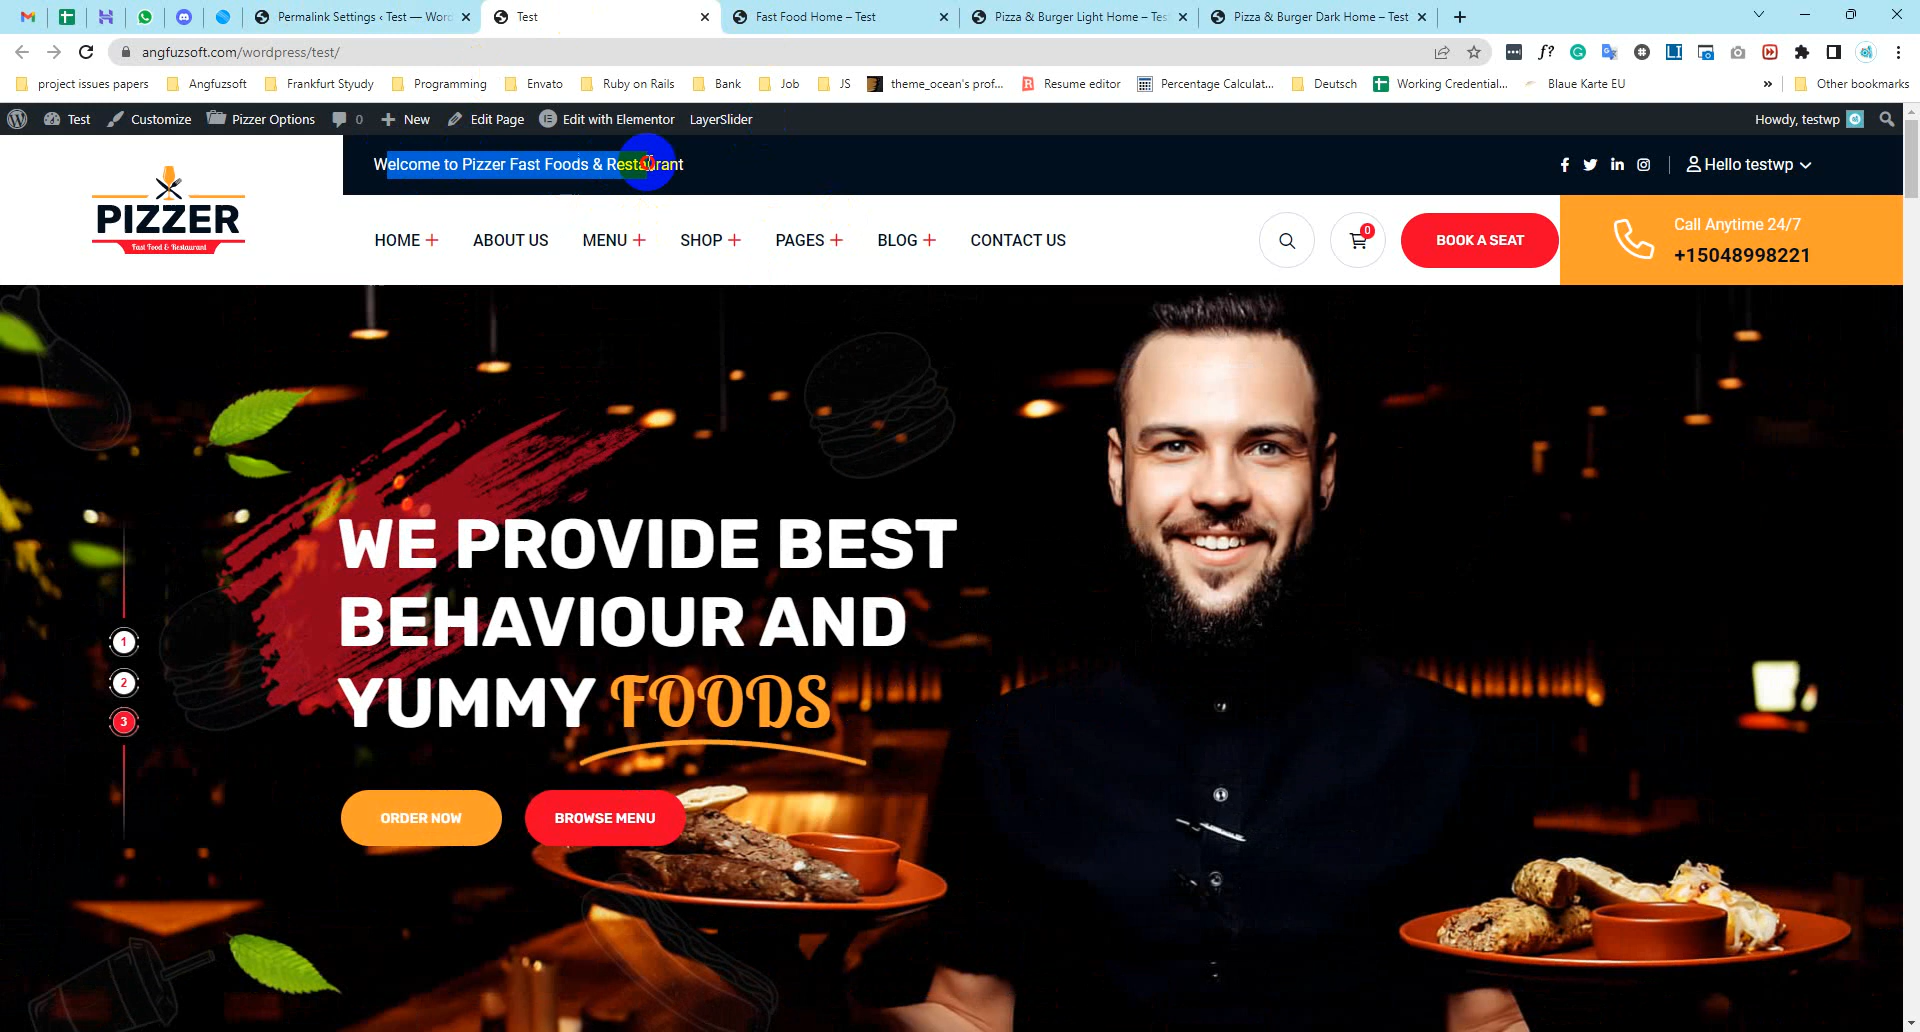 Permalink Settings ‹ Test — Word
Test
Fast Food Home – Test
Pizza & Burger Light Home – Tes
Pizza & Burger Dark Home – Test
angfuzsoft.com/wordpress/test/
project issues papers
Angfuzsoft
Frankfurt Styudy
Programming
Envato
Ruby on Rails
Bank
Job
JS
theme_ocean's prof...
Resume editor
Percentage Calculat...
Deutsch
Working Credential...
Blaue Karte EU
Other bookmarks
Test
Customize
Pizzer Options
0
New
Edit Page
Edit with Elementor
LayerSlider
Howdy, testwp
Welcome to Pizzer Fast Foods & Restaurant
Hello testwp
PIZZER
Fast Food & Restaurant
HOME
ABOUT US
MENU
SHOP
PAGES
BLOG
CONTACT US
0
BOOK A SEAT
Call Anytime 24/7
+15048998221
WE PROVIDE BEST
BEHAVIOUR AND
YUMMY FOODS
1
2
3
ORDER NOW
BROWSE MENU